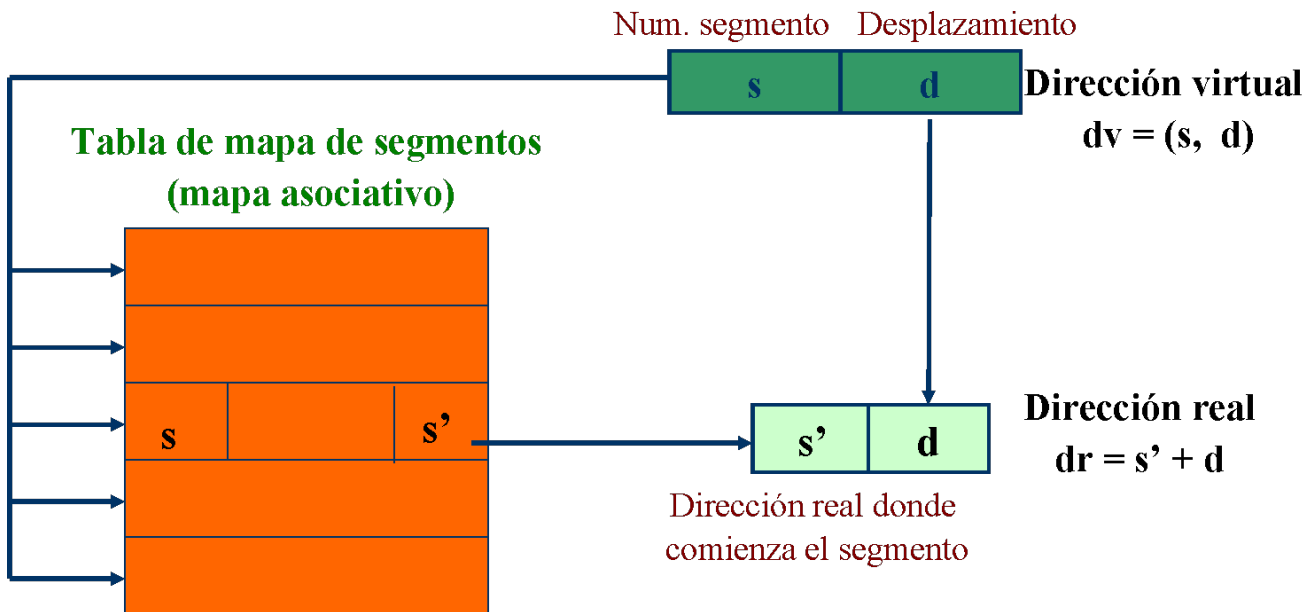 Num. segmento Desplazamiento
s d
Dirección virtual
dv = (s, d)
Tabla de mapa de segmentos
(mapa asociativo)
s s’
s’ d
Dirección real
dr = s’ + d
Dirección real donde
comienza el segmento